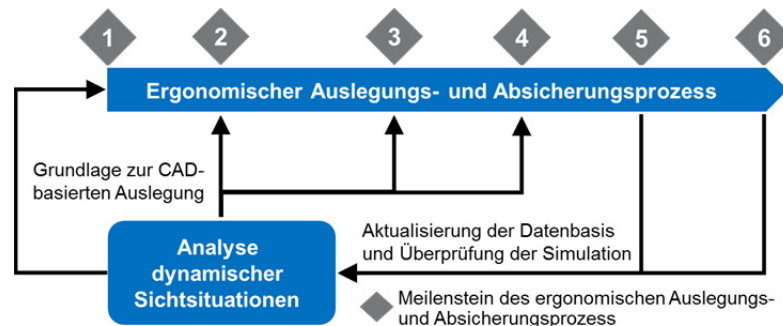 1 2 3 4 5 6
Ergonomischer Auslegungs- und Absicherungsprozess
Grundlage zur CAD-
basierten Auslegung
Analyse
dynamischer
Sichtsituationen
Aktualisierung der Datenbasis
und Überprüfung der Simulation
Meilenstein des ergonomischen Auslegungs-
und Absicherungsprozess